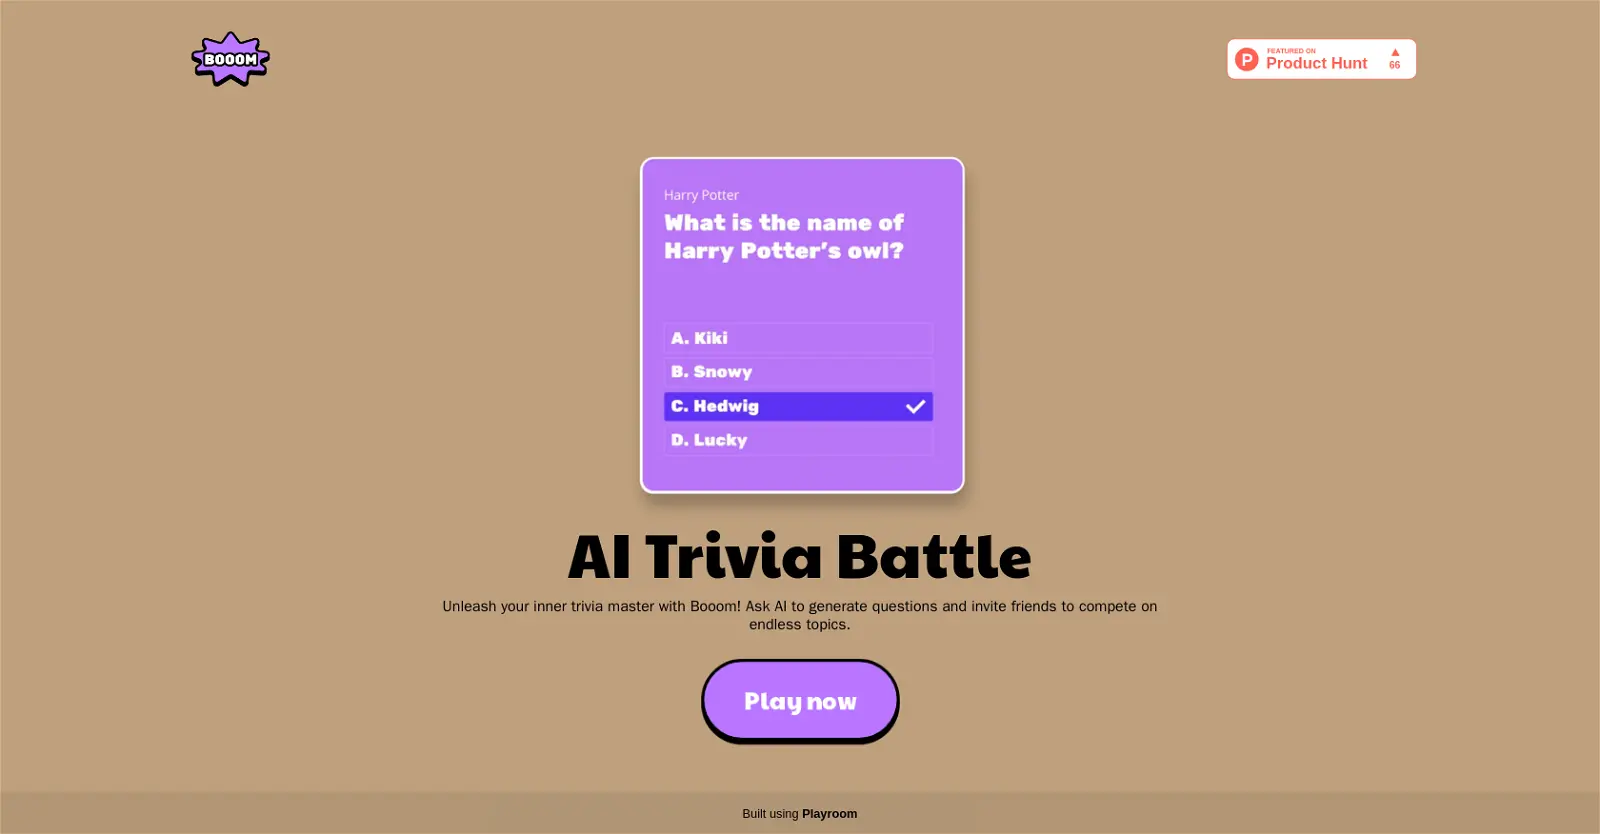 BOOOM
FEATURED ON
Product Hunt
66
Harry Potter
What is the name of
Harry Potter's owl?
A. Kiki
B. Snowy
C. Hedwig
D. Lucky
AI Trivia Battle
Unleash your inner trivia master with Booom! Ask AI to generate questions and invite friends to compete on
endless topics.
Play now
Built using Playroom